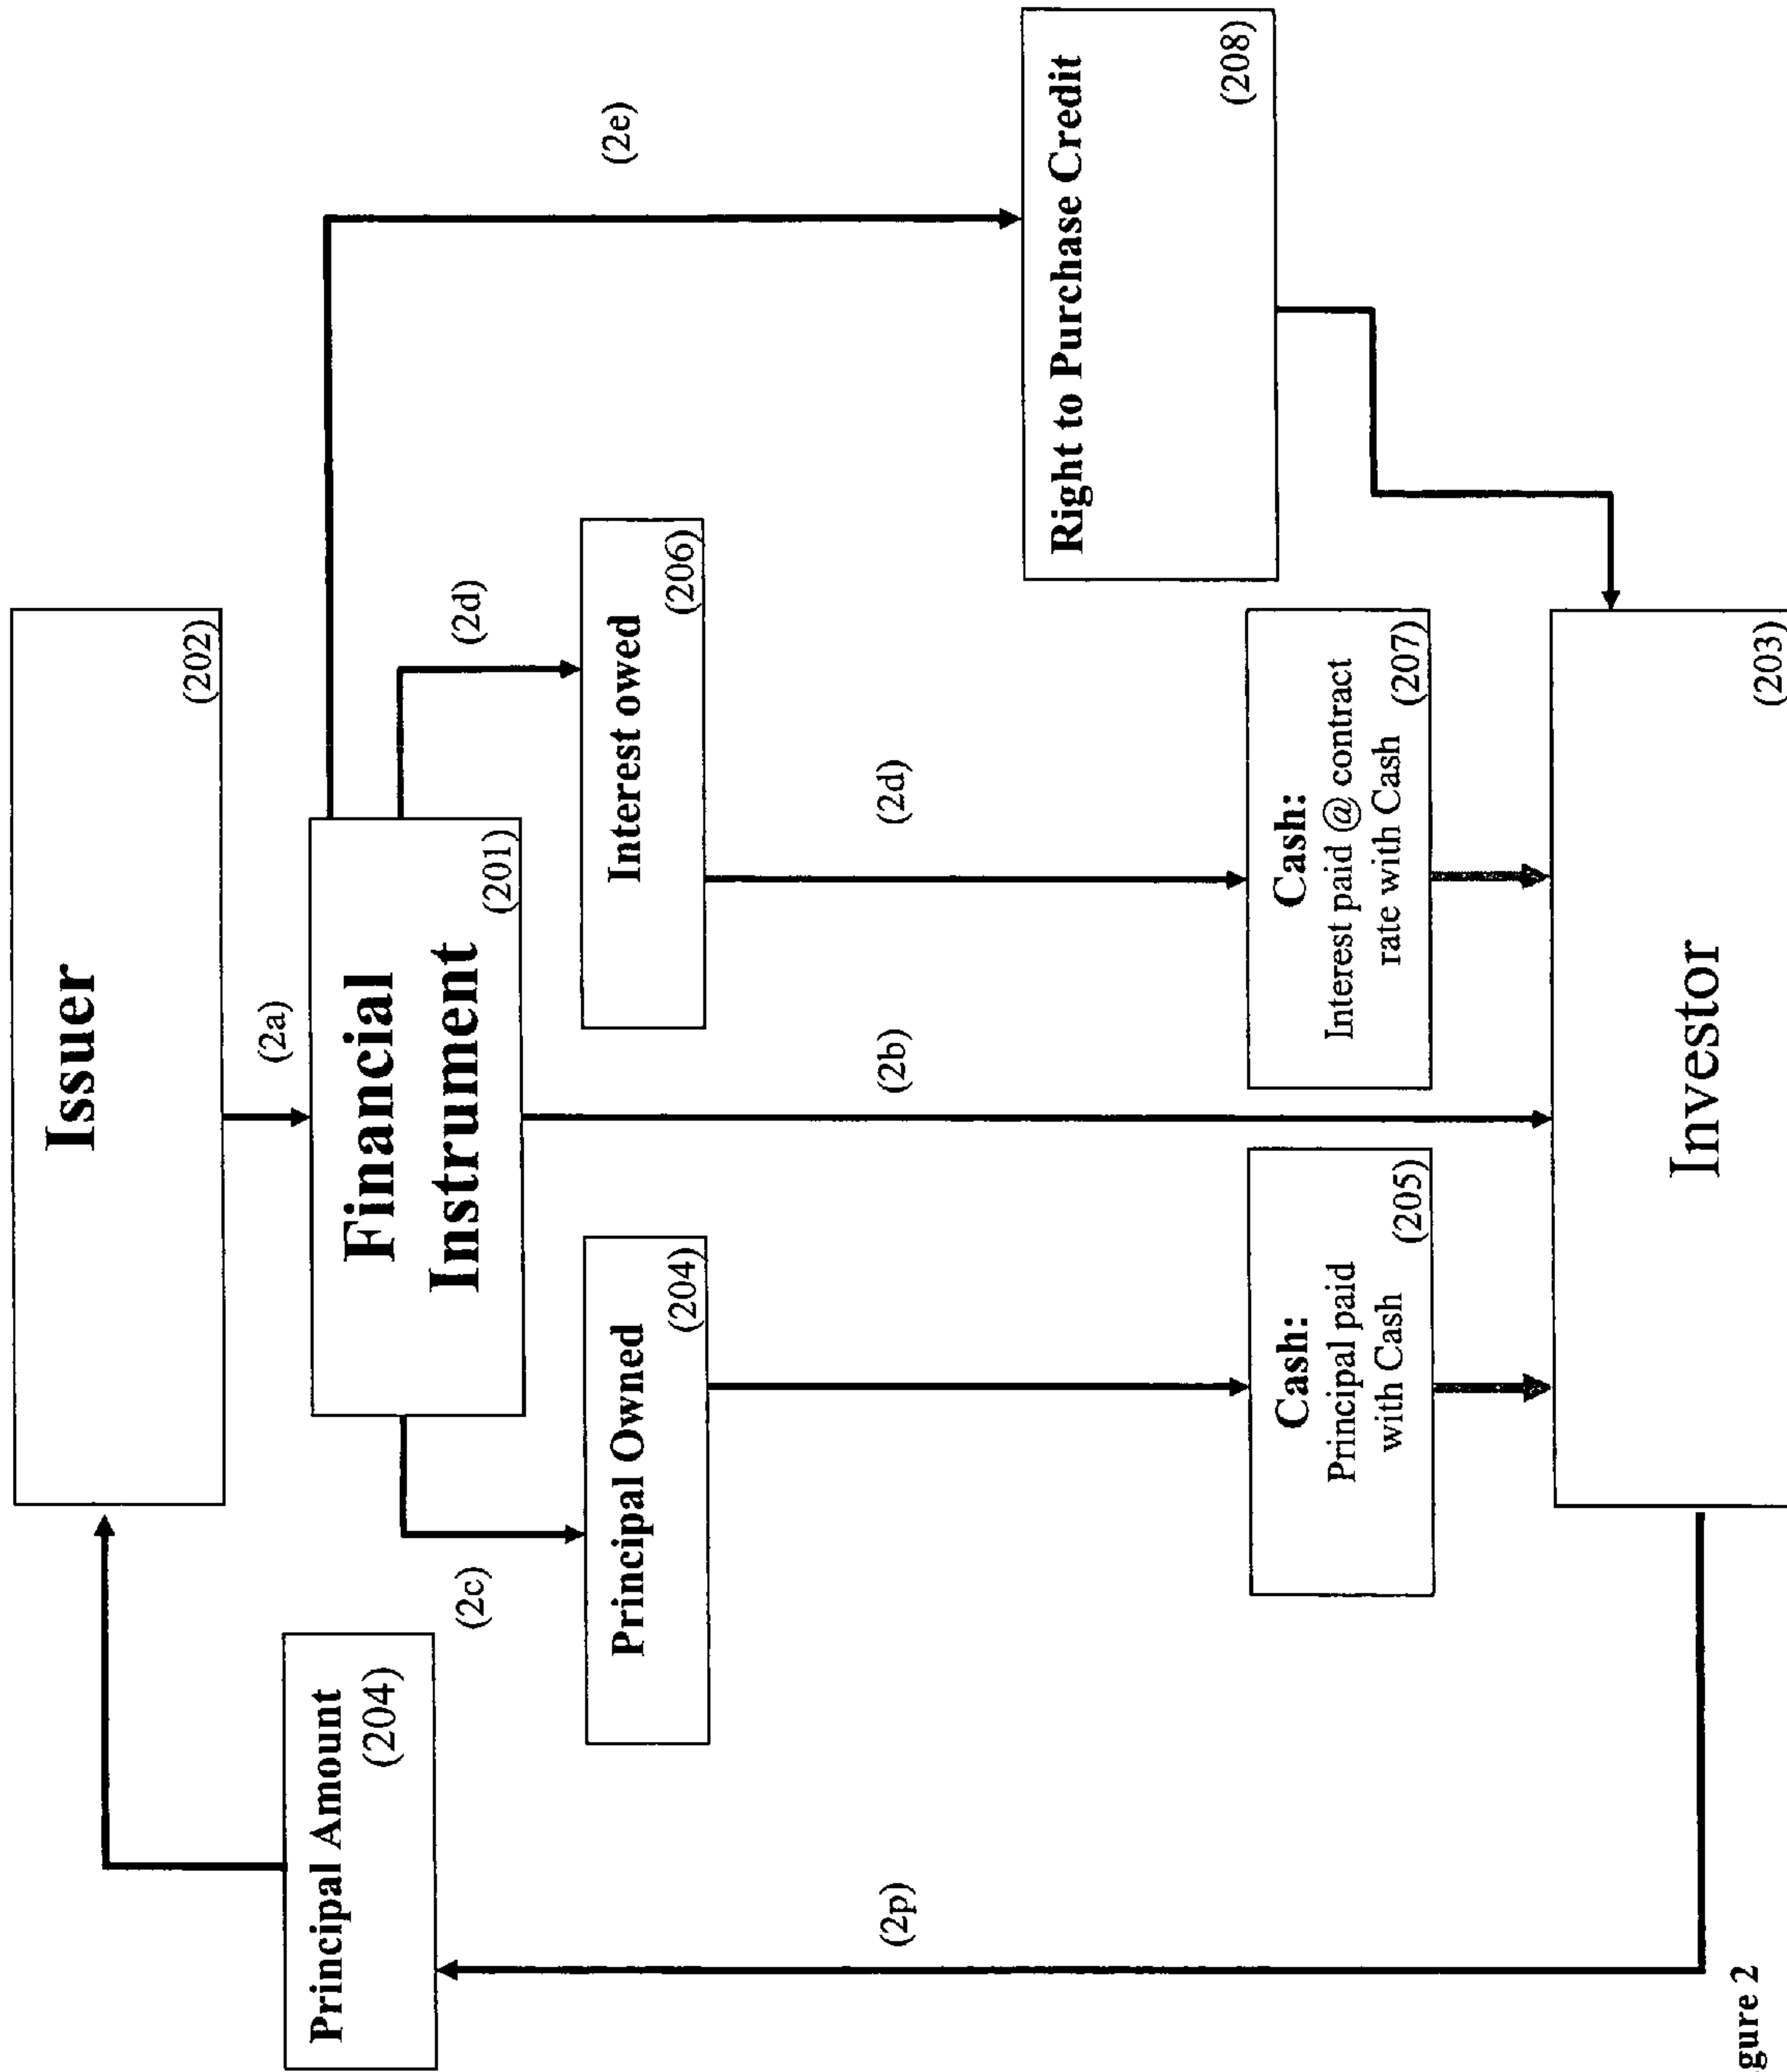 Issuer
(202)
(2a)
Principal Amount
(204)
Financial
Instrument
(201)
(2c)
(2d)
(2e)
Principal Owned
(204)
Interest owed
(206)
(2p)
(2b)
(2d)
Right to Purchase Credit
(208)
Cash:
Principal paid
with Cash
(205)
Cash:
Interest paid @ contract
rate with Cash
(207)
Investor
(203)
gure 2